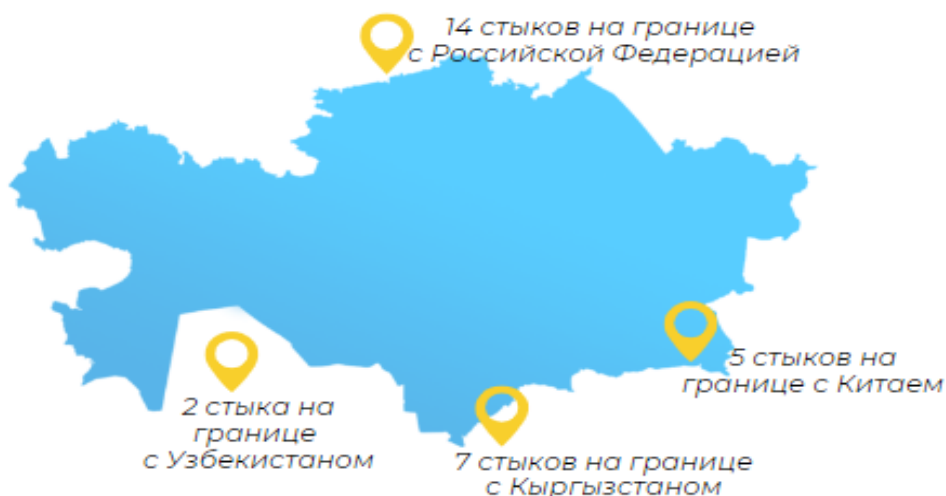 14 стыков на границе
с Российской Федерацией
5 стыков на
границе с Китаем
2 стыка на
границе
с Узбекистаном
7 стыков на границе
с Кыргызстаном